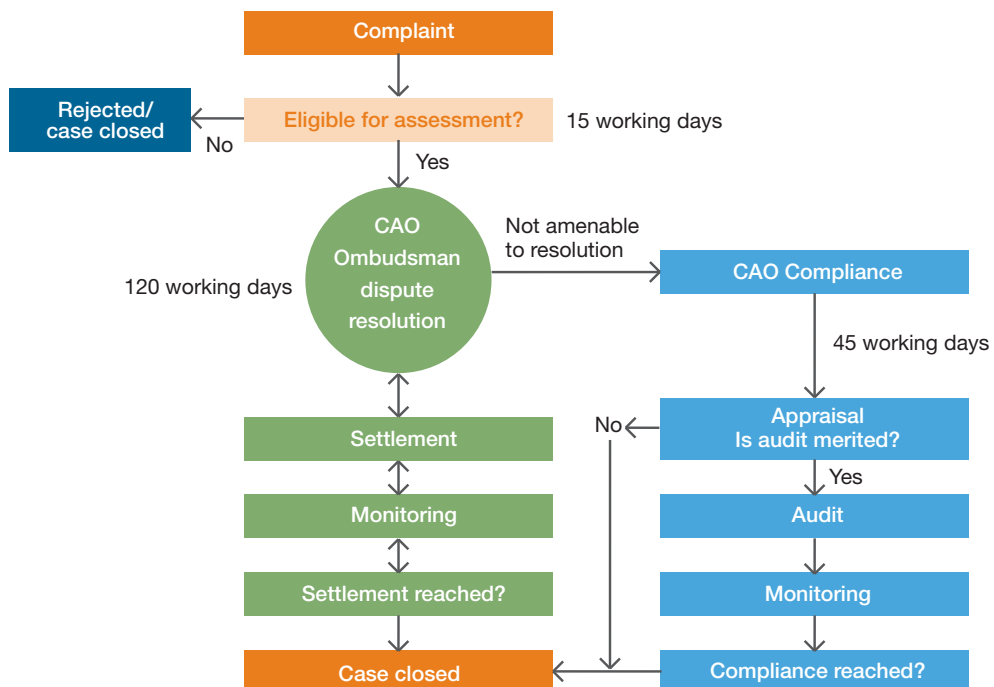 Complaint
Rejected/
case closed
No
Eligible for assessment?
15 working days
Yes
CAO
Ombudsman
dispute
resolution
120 working days
Not amenable
to resolution
CAO Compliance
45 working days
Settlement
No
Appraisal
Is audit merited?
Yes
Monitoring
Audit
Settlement reached?
Monitoring
Case closed
Compliance reached?